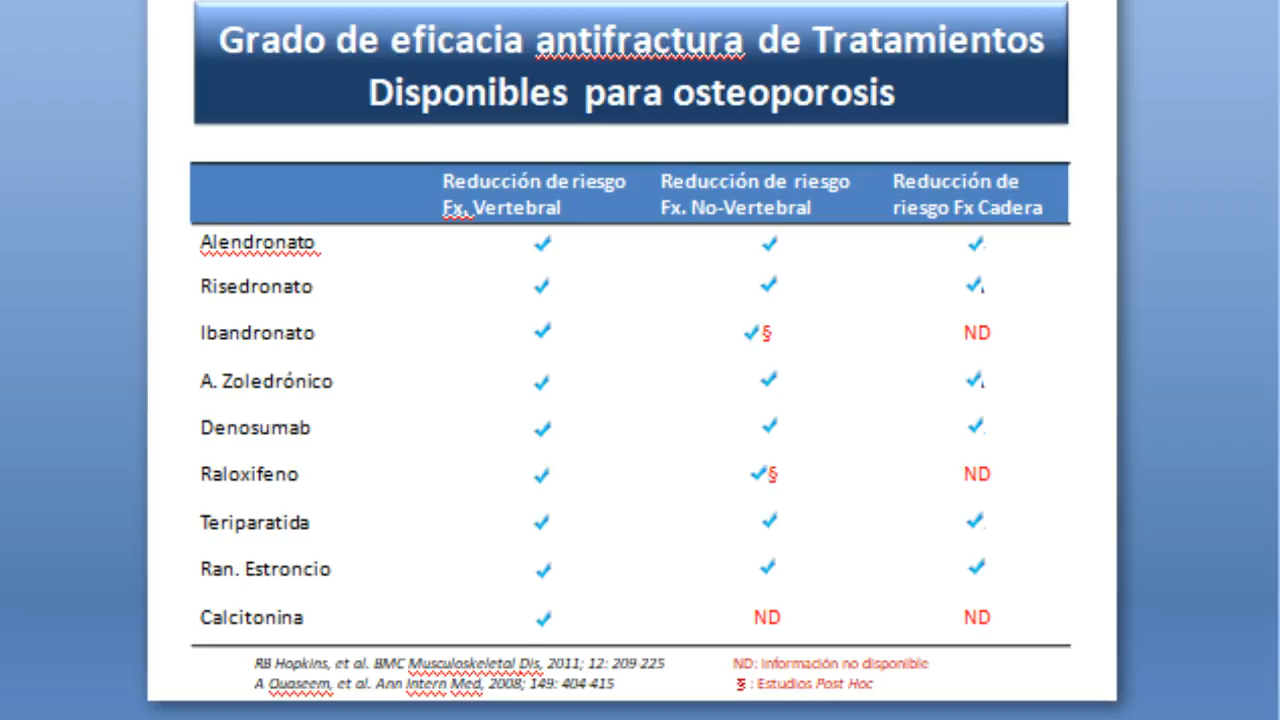 Grado de eficacia antifractura de Tratamientos
Disponibles para osteoporosis
Reducción de riesgo Fx. Vertebral
Reducción de riesgo Fx. No-Vertebral
Reducción de riesgo Fx Cadera
Alendronato ✓ ✓ ✓
Risedronato ✓ ✓ ✓
Ibandronato ✓ ✓§ ND
A. Zoledrónico ✓ ✓ ✓
Denosumab ✓ ✓ ✓
Raloxifeno ✓ ✓§ ND
Teriparatida ✓ ✓ ✓
Ran. Estroncio ✓ ✓ ✓
Calcitonina ✓ ND ND
RB Hopkins, et al. BMC Musculoskeletal Dis, 2011; 12: 209-225
A Quaseem, et al. Ann Intern Med, 2008; 149: 404-415
ND: Información no disponible
§ : Estudios Post Hoc